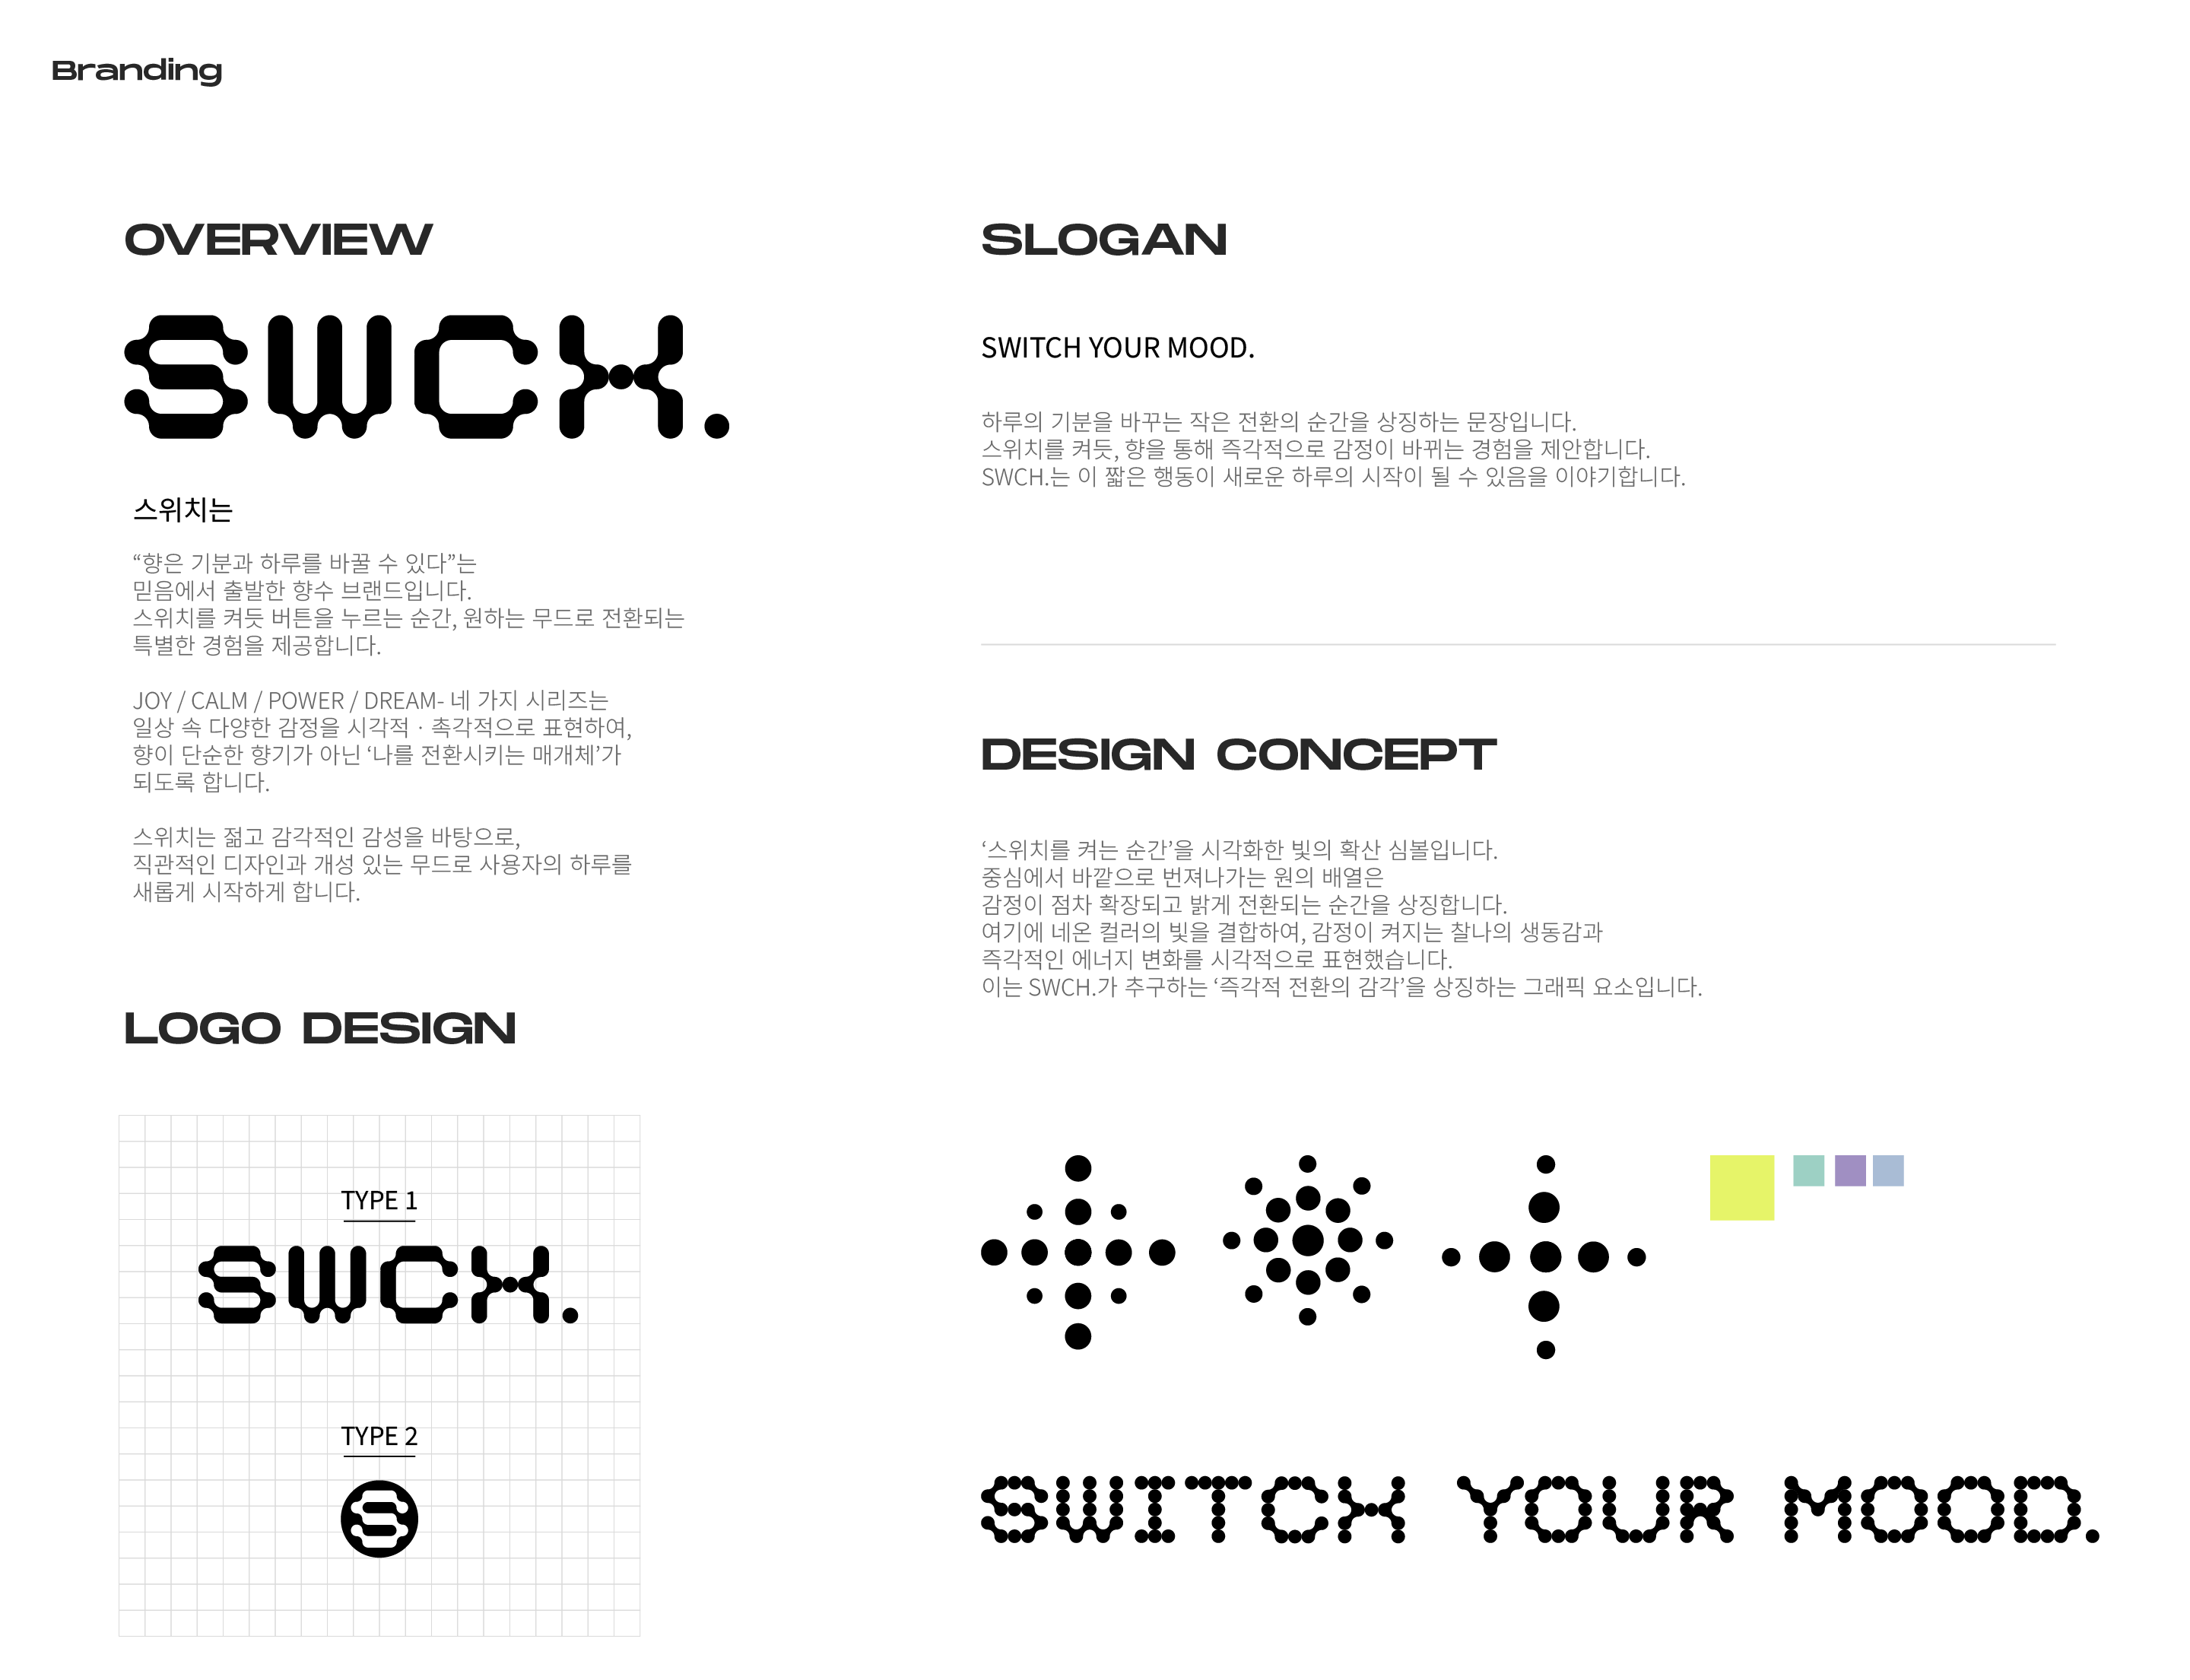 Branding
OVERVIEW
SWCH.
스위치는
“향은 기분과 하루를 바꿀 수 있다”는
믿음에서 출발한 향수 브랜드입니다.
스위치를 켜듯 버튼을 누르는 순간, 원하는 무드로 전환되는
특별한 경험을 제공합니다.
JOY / CALM / POWER / DREAM- 네 가지 시리즈는
일상 속 다양한 감정을 시각적 · 촉각적으로 표현하여,
향이 단순한 향기가 아닌 ‘나를 전환시키는 매개체’가
되도록 합니다.
스위치는 젊고 감각적인 감성을 바탕으로,
직관적인 디자인과 개성 있는 무드로 사용자의 하루를
새롭게 시작하게 합니다.
LOGO DESIGN
TYPE 1
SWCH.
TYPE 2
S
SLOGAN
SWITCH YOUR MOOD.
하루의 기분을 바꾸는 작은 전환의 순간을 상징하는 문장입니다.
스위치를 켜듯, 향을 통해 즉각적으로 감정이 바뀌는 경험을 제안합니다.
SWCH.는 이 짧은 행동이 새로운 하루의 시작이 될 수 있음을 이야기합니다.
DESIGN CONCEPT
‘스위치를 켜는 순간’을 시각화한 빛의 확산 심볼입니다.
중심에서 바깥으로 번져나가는 원의 배열은
감정이 점차 확장되고 밝게 전환되는 순간을 상징합니다.
여기에 네온 컬러의 빛을 결합하여, 감정이 켜지는 찰나의 생동감과
즉각적인 에너지 변화를 시각적으로 표현했습니다.
이는 SWCH.가 추구하는 ‘즉각적 전환의 감각’을 상징하는 그래픽 요소입니다.
SWITCH YOUR MOOD.